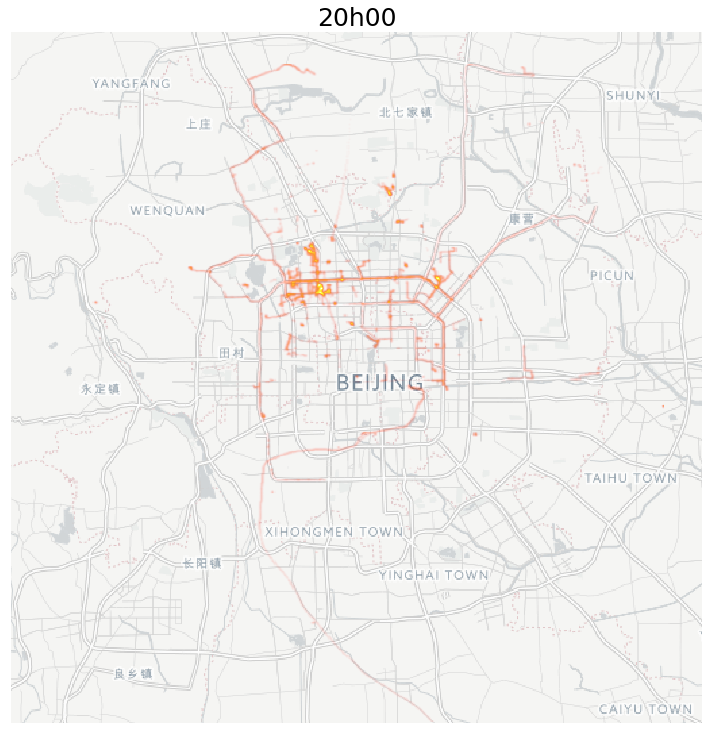 20h00
YANGFANG
SHUNYI
上庄
北七家镇
WENQUAN
康营
PICUN
田村
BEIJING
永定镇
TAIHU TOWN
XIHONGMEN TOWN
长阳镇
YINGHAI TOWN
良乡镇
CAIYU TOWN